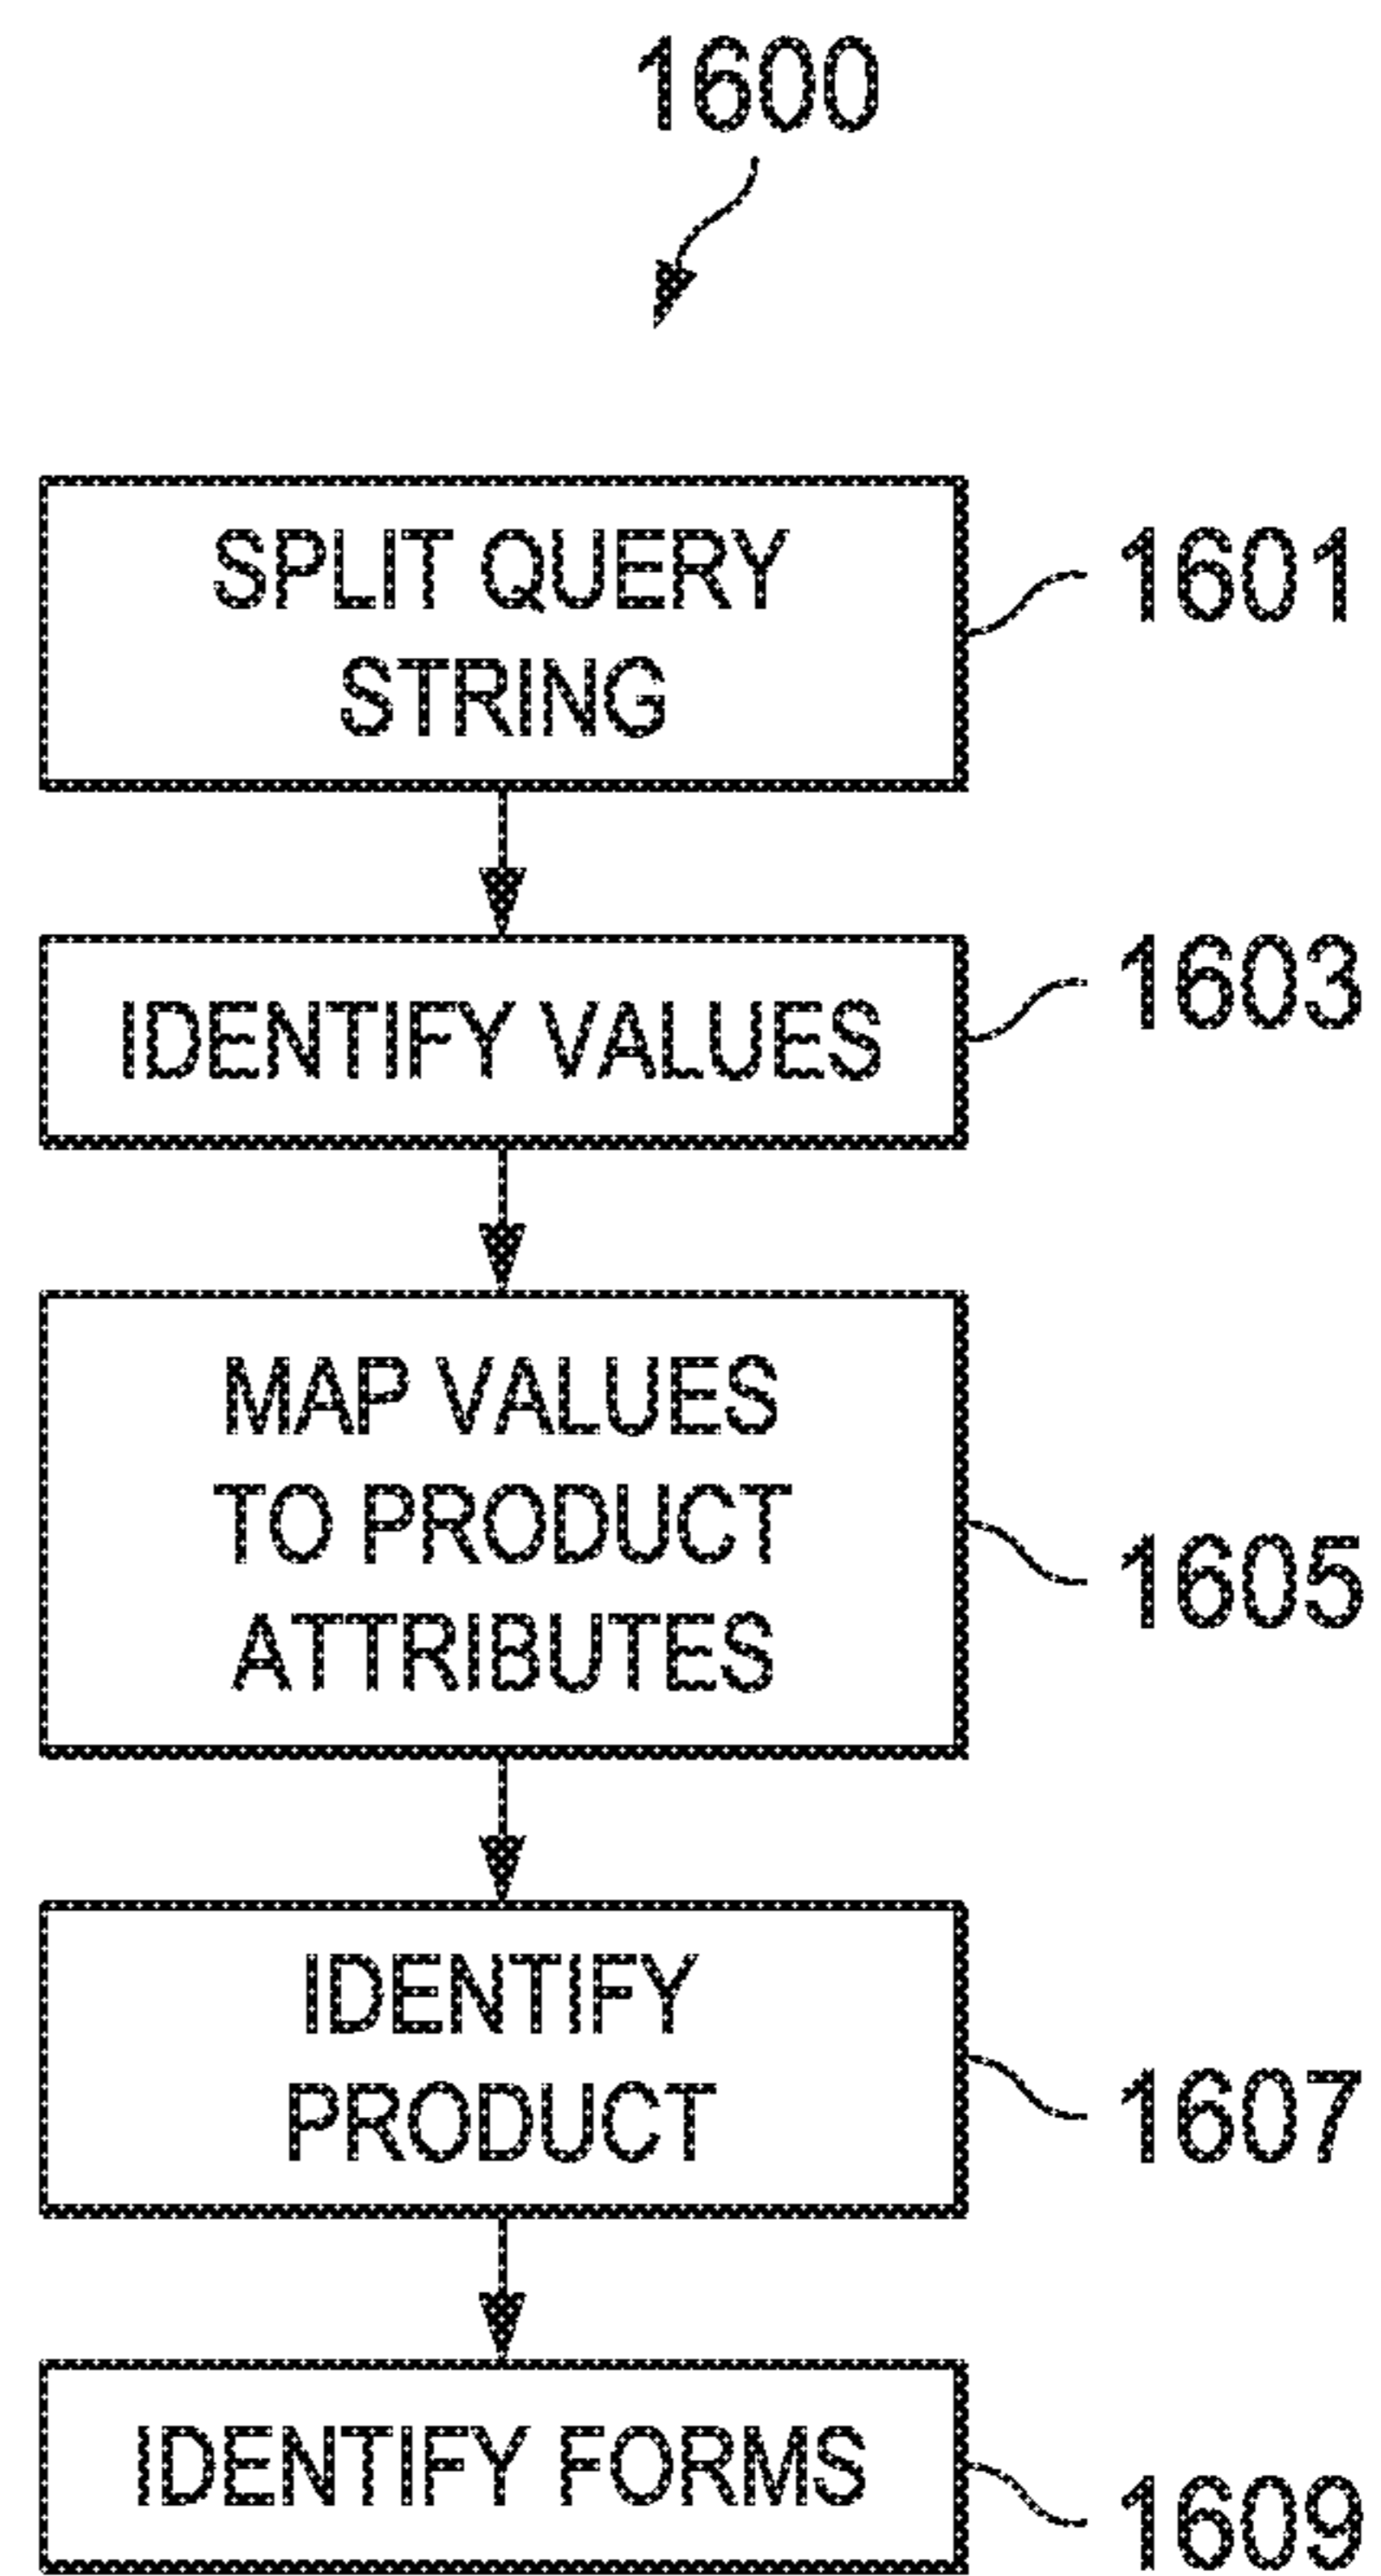 1600
SPLIT QUERY
STRING
1601
IDENTIFY VALUES
1603
MAP VALUES
TO PRODUCT
ATTRIBUTES
1605
IDENTIFY
PRODUCT
1607
IDENTIFY FORMS
1609